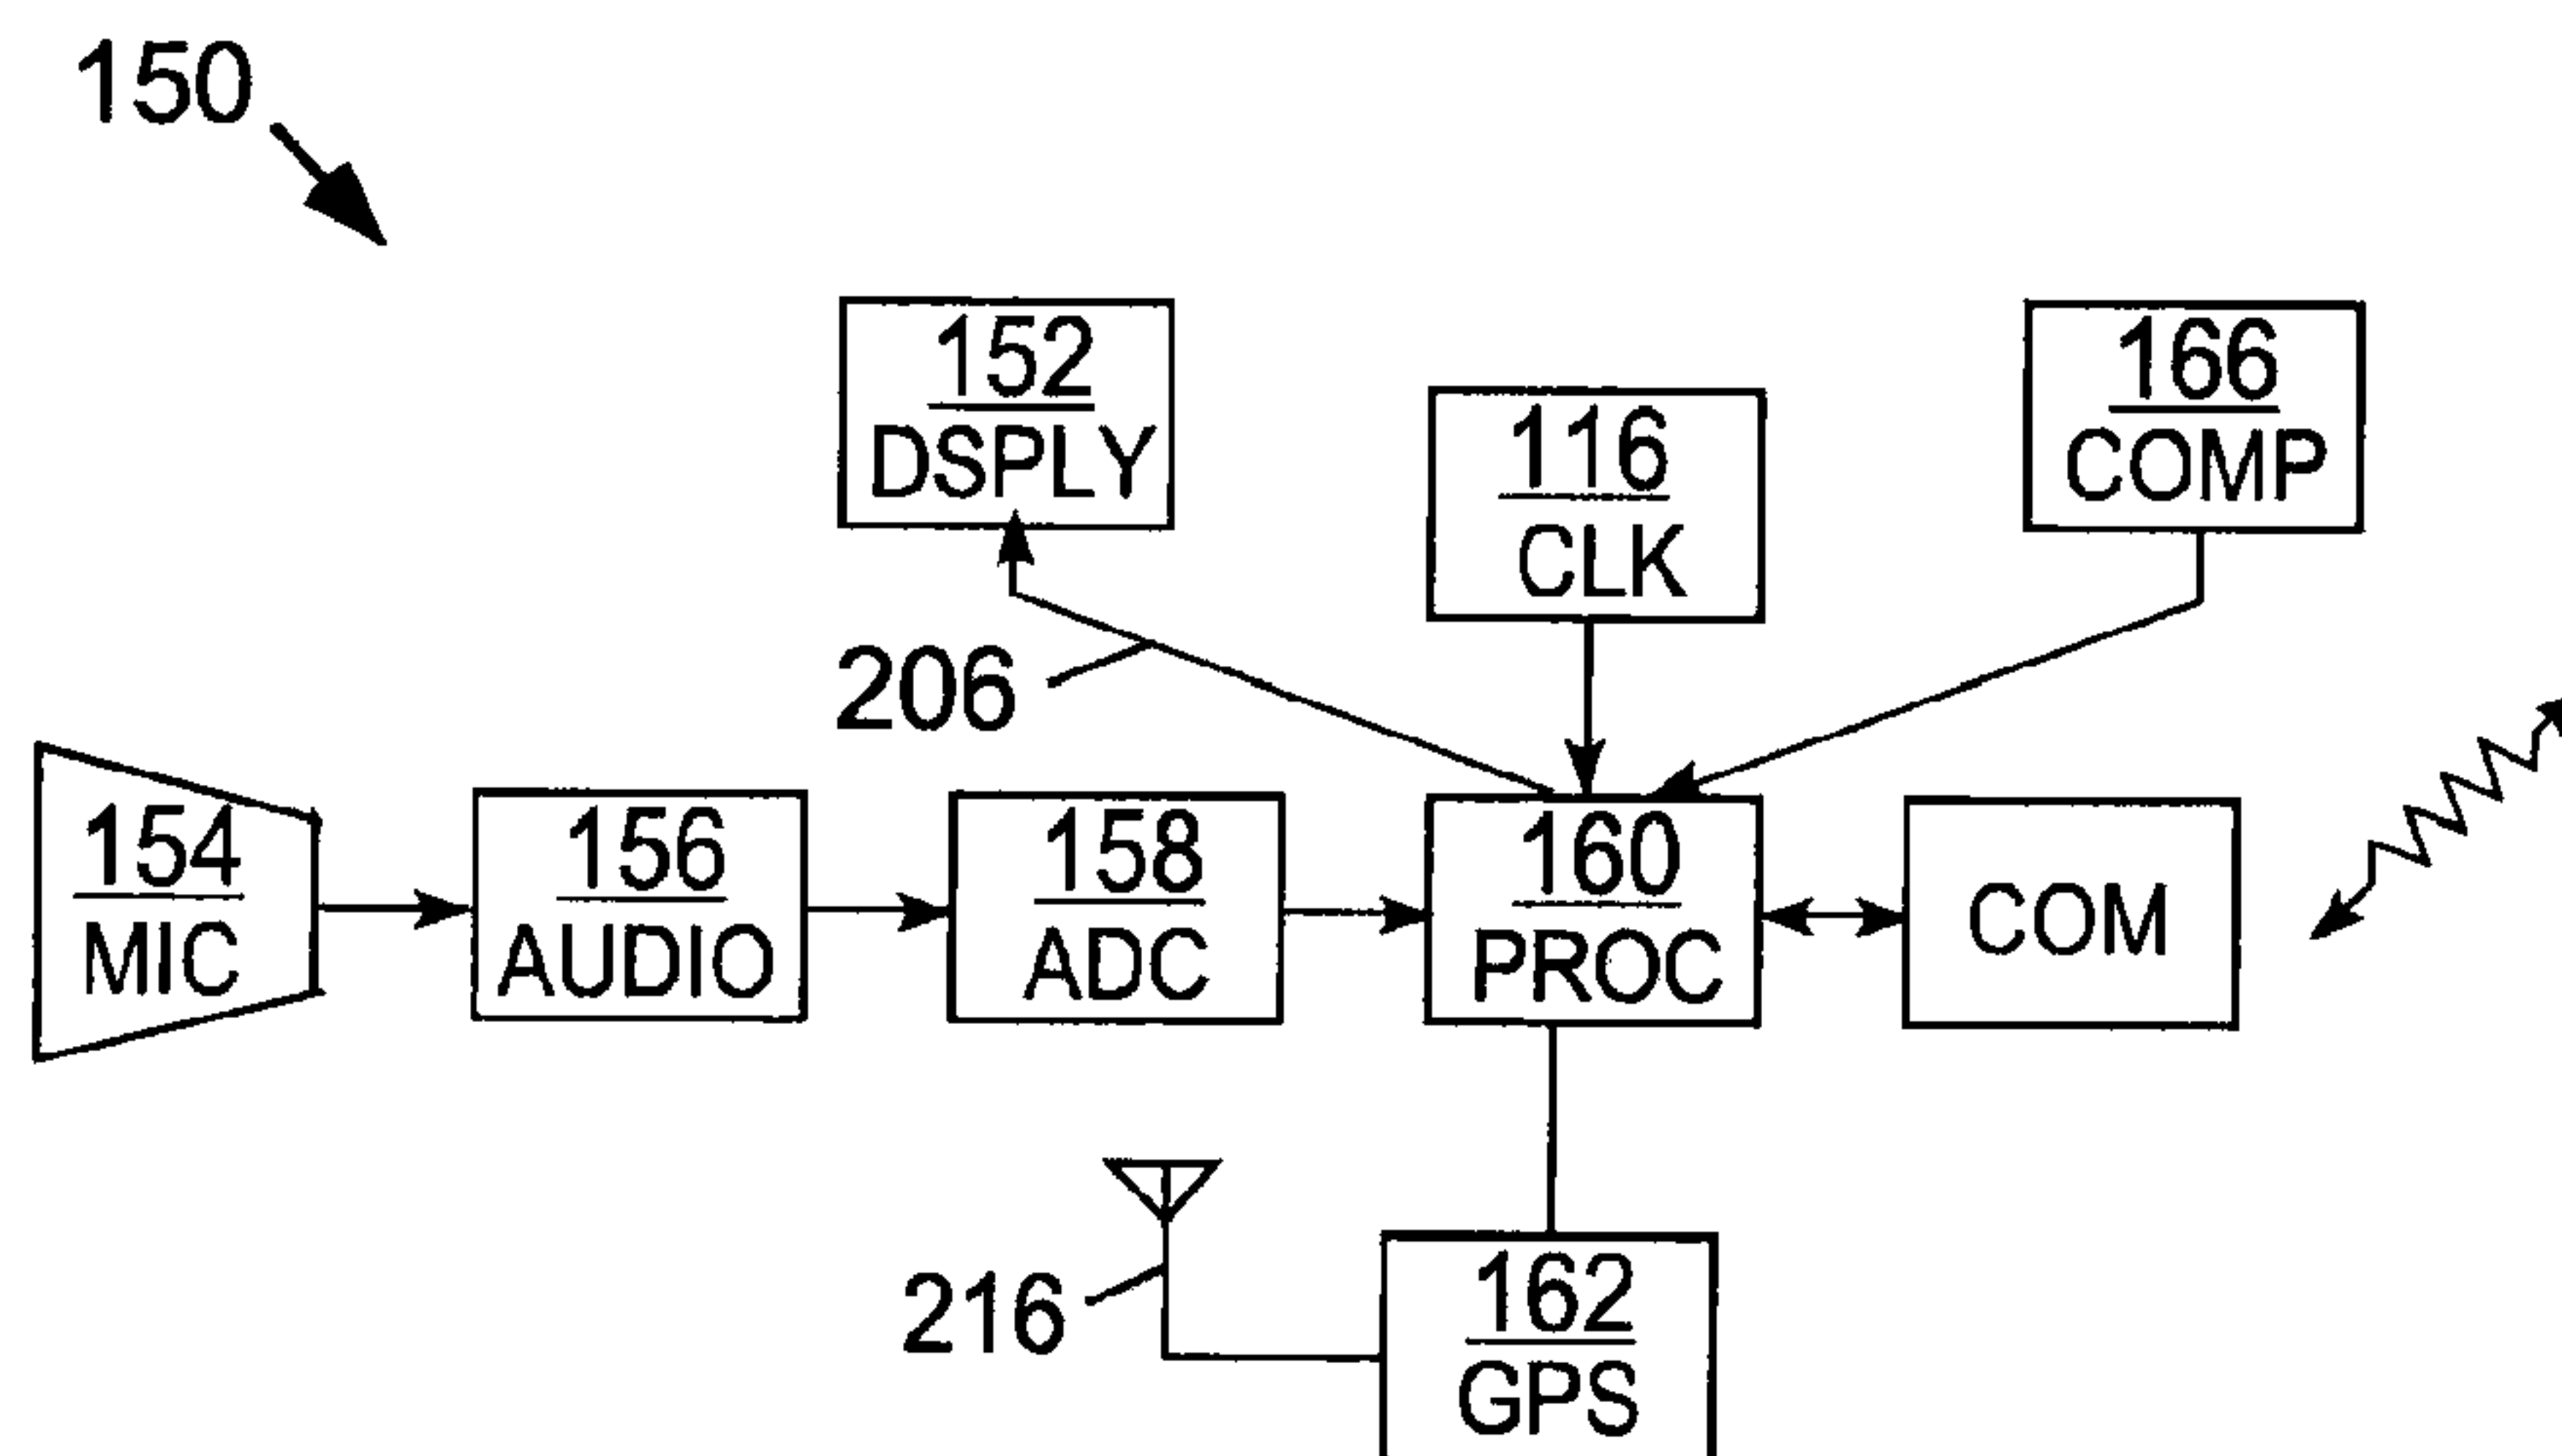 150
152
DSPLY
116
CLK
166
COMP
206
154
MIC
156
AUDIO
158
ADC
160
PROC
COM
216
162
GPS